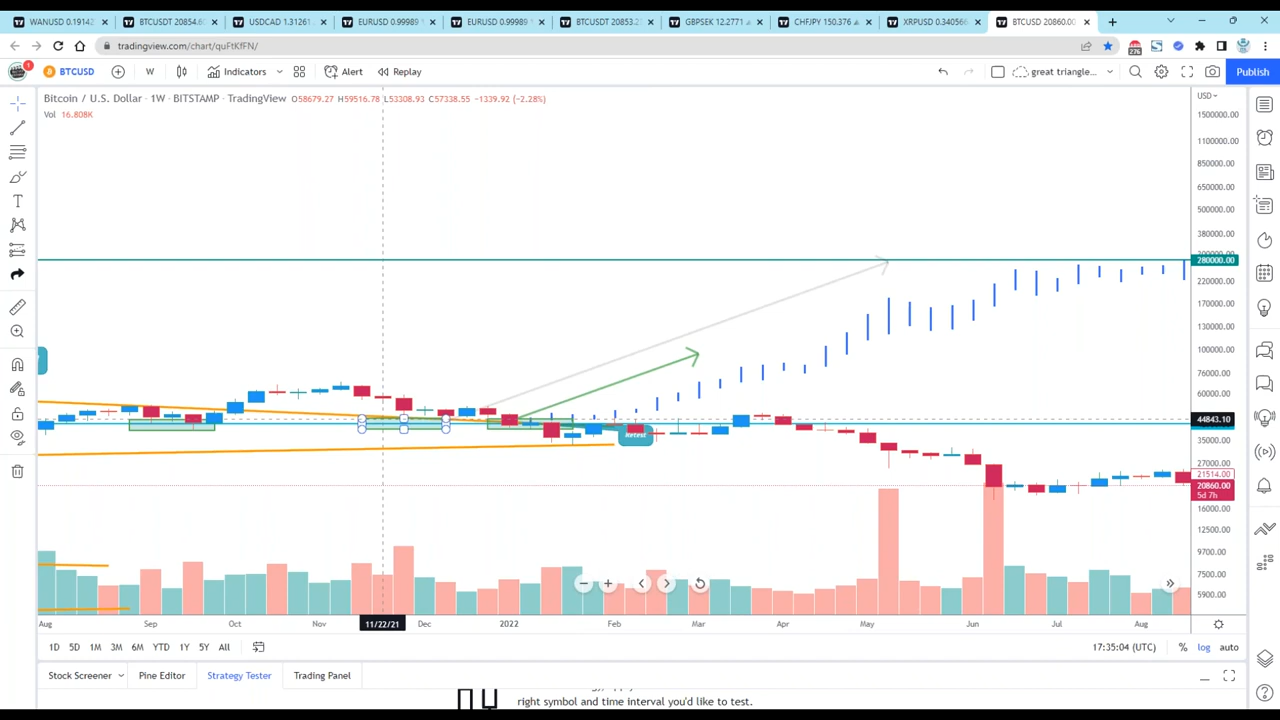 WANUSD 0.19142
BTCUSDT 20854.60
USDCAD 1.31261
EURUSD 0.99989
EURUSD 0.99989
BTCUSDT 20853.2
GBPSEK 12.2771
CHFJPY 150.376
XRPUSD 0.340566
BTCUSD 20860.00
tradingview.com/chart/quFtKfFN/
276
1
BTCUSD
W
Indicators
Alert
Replay
great triangle...
Publish
Bitcoin / U.S. Dollar · 1W · BITSTAMP · TradingView O58679.27 H59516.78 L53308.93 C57338.55 −1339.92 (−2.28%)
Vol 16.808K
USD
1500000.00
1100000.00
850000.00
650000.00
500000.00
380000.00
280000.00
220000.00
170000.00
130000.00
100000.00
76000.00
60000.00
44843.10
35000.00
27000.00
21514.00
20860.00
5d 7h
16000.00
12500.00
9700.00
7500.00
5900.00
Retest
Aug Sep Oct Nov 11/22/21 Dec 2022 Feb Mar Apr May Jun Jul Aug
1D 5D 1M 3M 6M YTD 1Y 5Y All
17:35:04 (UTC) % log auto
Stock Screener Pine Editor Strategy Tester Trading Panel
right symbol and time interval you'd like to test.